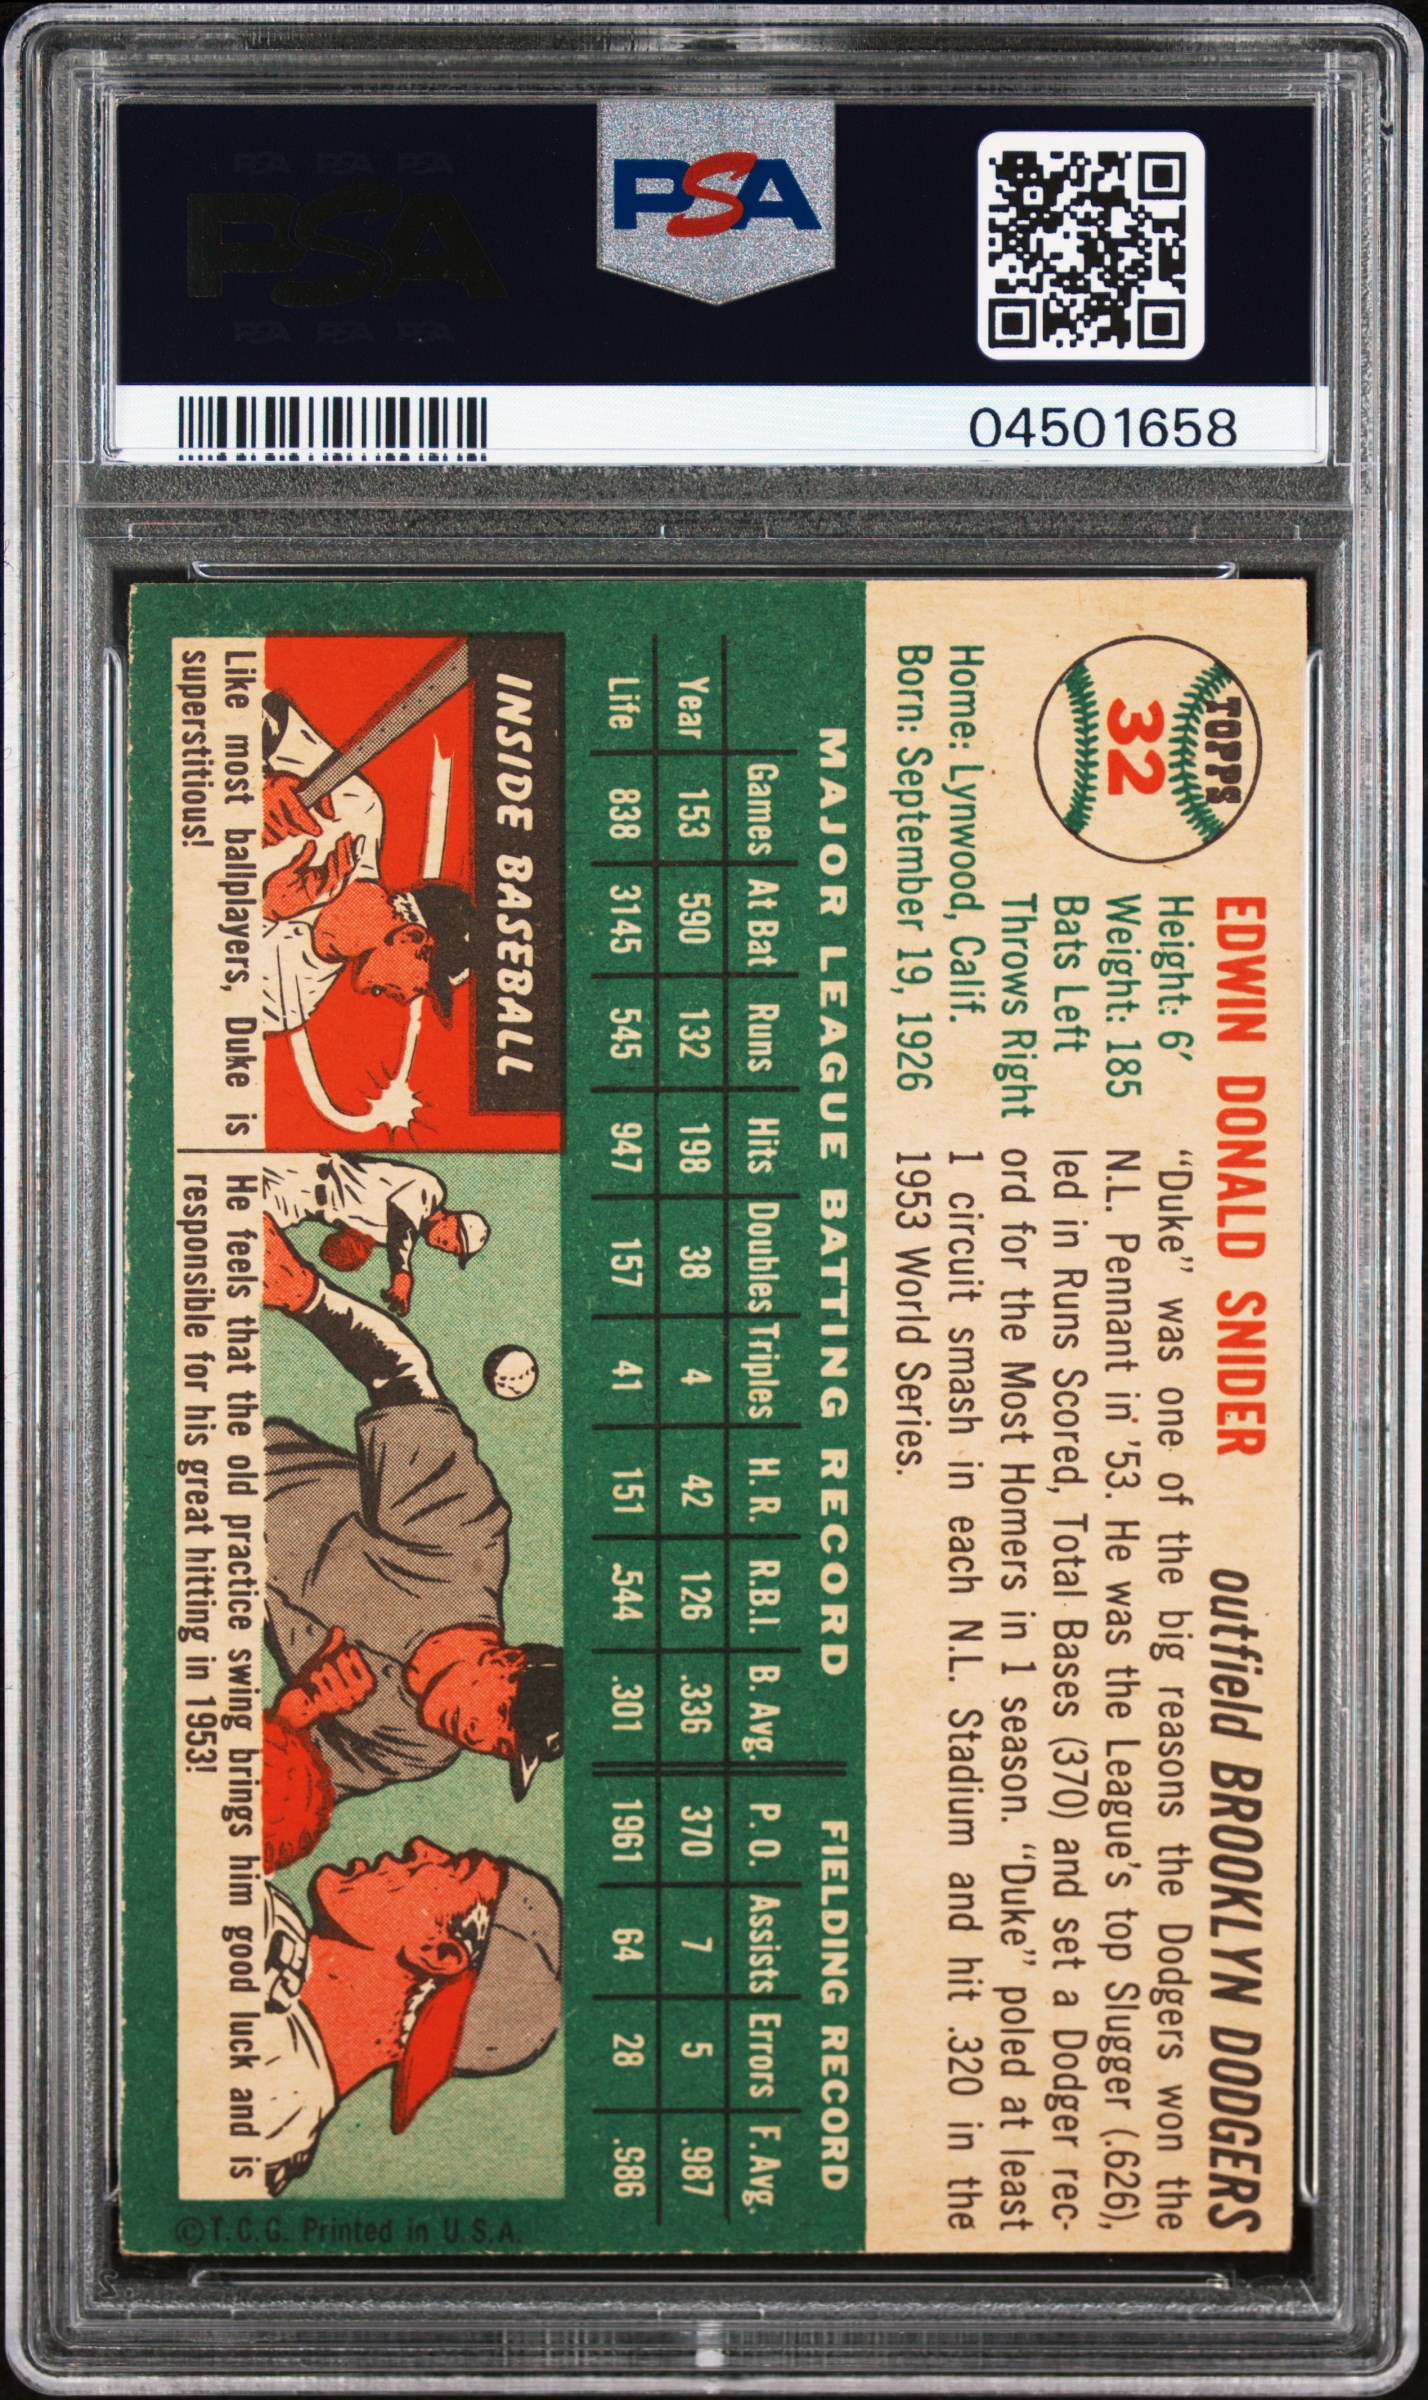 PSA PSA PSA
PSA
PSA PSA PSA
PSA
04501658
TOPPS
32
EDWIN DONALD SNIDER outfield BROOKLYN DODGERS
Height: 6'
Weight: 185
Bats Left
Throws Right
Home: Lynwood, Calif.
Born: September 19, 1926
"Duke" was one of the big reasons the Dodgers won the
N.L. Pennant in '53. He was the League's top Slugger (.626),
led in Runs Scored, Total Bases (370) and set a Dodger rec-
ord for the Most Homers in 1 season. "Duke" poled at least
1 circuit smash in each N.L. Stadium and hit .320 in the
1953 World Series.
MAJOR LEAGUE BATTING RECORD FIELDING RECORD
Games At Bat Runs Hits Doubles Triples H. R. R.B.I. B. Avg. P. O. Assists Errors F. Avg.
Year 153 590 132 198 38 4 42 126 .336 370 7 5 .987
Life 838 3145 545 947 157 41 151 .544 .301 1961 64 28 .986
INSIDE BASEBALL
Like most ballplayers, Duke is
superstitious!
He feels that the old practice swing brings him good luck and is
responsible for his great hitting in 1953!
©T.C.G. Printed in U.S.A.